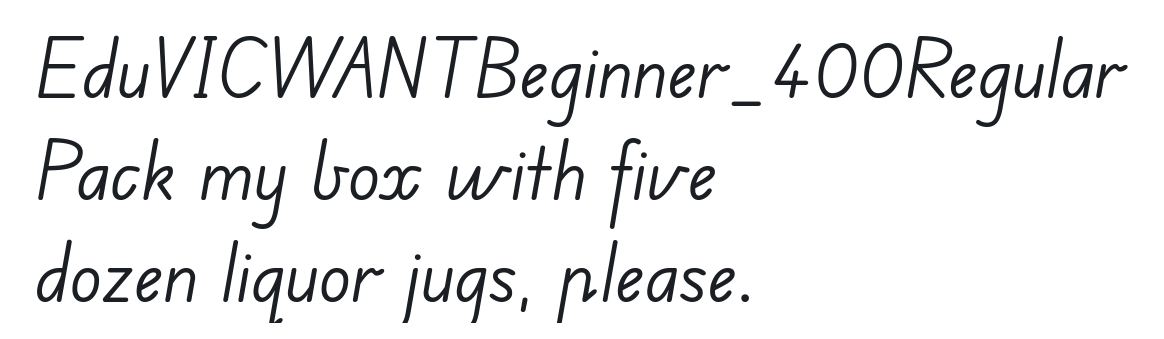 EduVICWANTBeginner_400Regular
Pack my box with five
dozen liquor jugs, please.